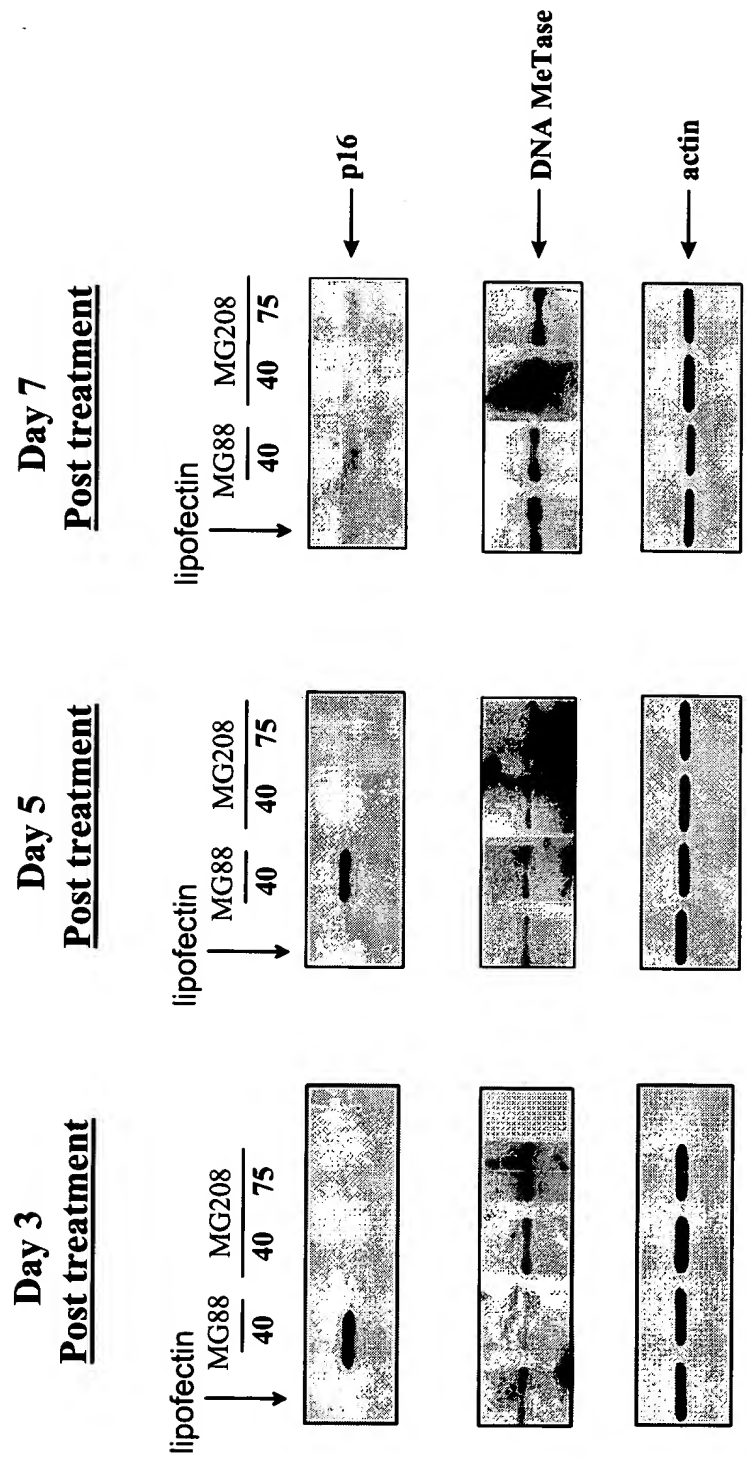 Day 3
Post treatment
lipofectin
MG88
MG208
40
40
75
Day 5
Post treatment
lipofectin
MG88
MG208
40
40
75
Day 7
Post treatment
lipofectin
MG88
MG208
40
40
75
p16
DNA MeTase
actin